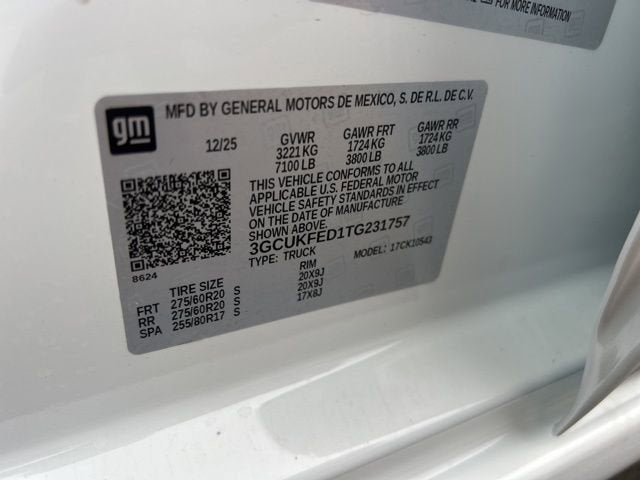 FOR MORE INFORMATION
gm
MFD BY GENERAL MOTORS DE MEXICO, S. DE R.L. DE C.V.
12/25 GVWR GAWR FRT GAWR RR
3221 KG 1724 KG 1724 KG
7100 LB 3800 LB 3800 LB
THIS VEHICLE CONFORMS TO ALL
APPLICABLE U.S. FEDERAL MOTOR
VEHICLE SAFETY STANDARDS IN EFFECT
ON THE DATE OF MANUFACTURE
SHOWN ABOVE.
3GCUKFED1TG231757
TYPE: TRUCK MODEL: 17CK10543
8624
TIRE SIZE RIM
FRT 275/60R20 S 20X9J
RR 275/60R20 S 20X9J
SPA 255/80R17 S 17X8J